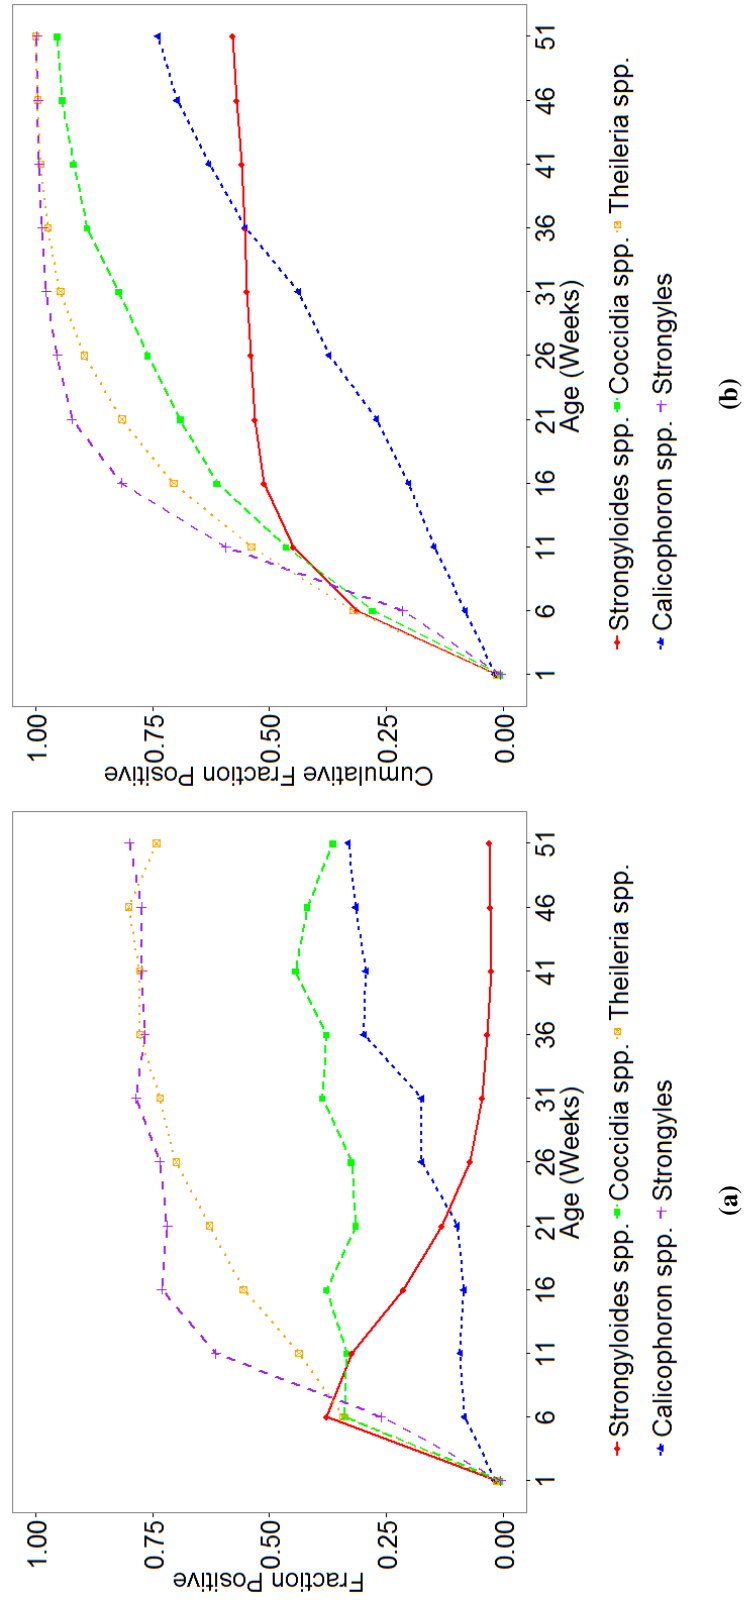 1.00
0.75
0.50
0.25
0.00
Fraction Positive
1 6 11 16 21 26 31 36 41 46 51
Age (Weeks)
Strongyloides spp. Coccidia spp. Theileria spp.
Calicophoron spp. Strongyles
(a)
1.00
0.75
0.50
0.25
0.00
Cumulative Fraction Positive
1 6 11 16 21 26 31 36 41 46 51
Age (Weeks)
Strongyloides spp. Coccidia spp. Theileria spp.
Calicophoron spp. Strongyles
(b)